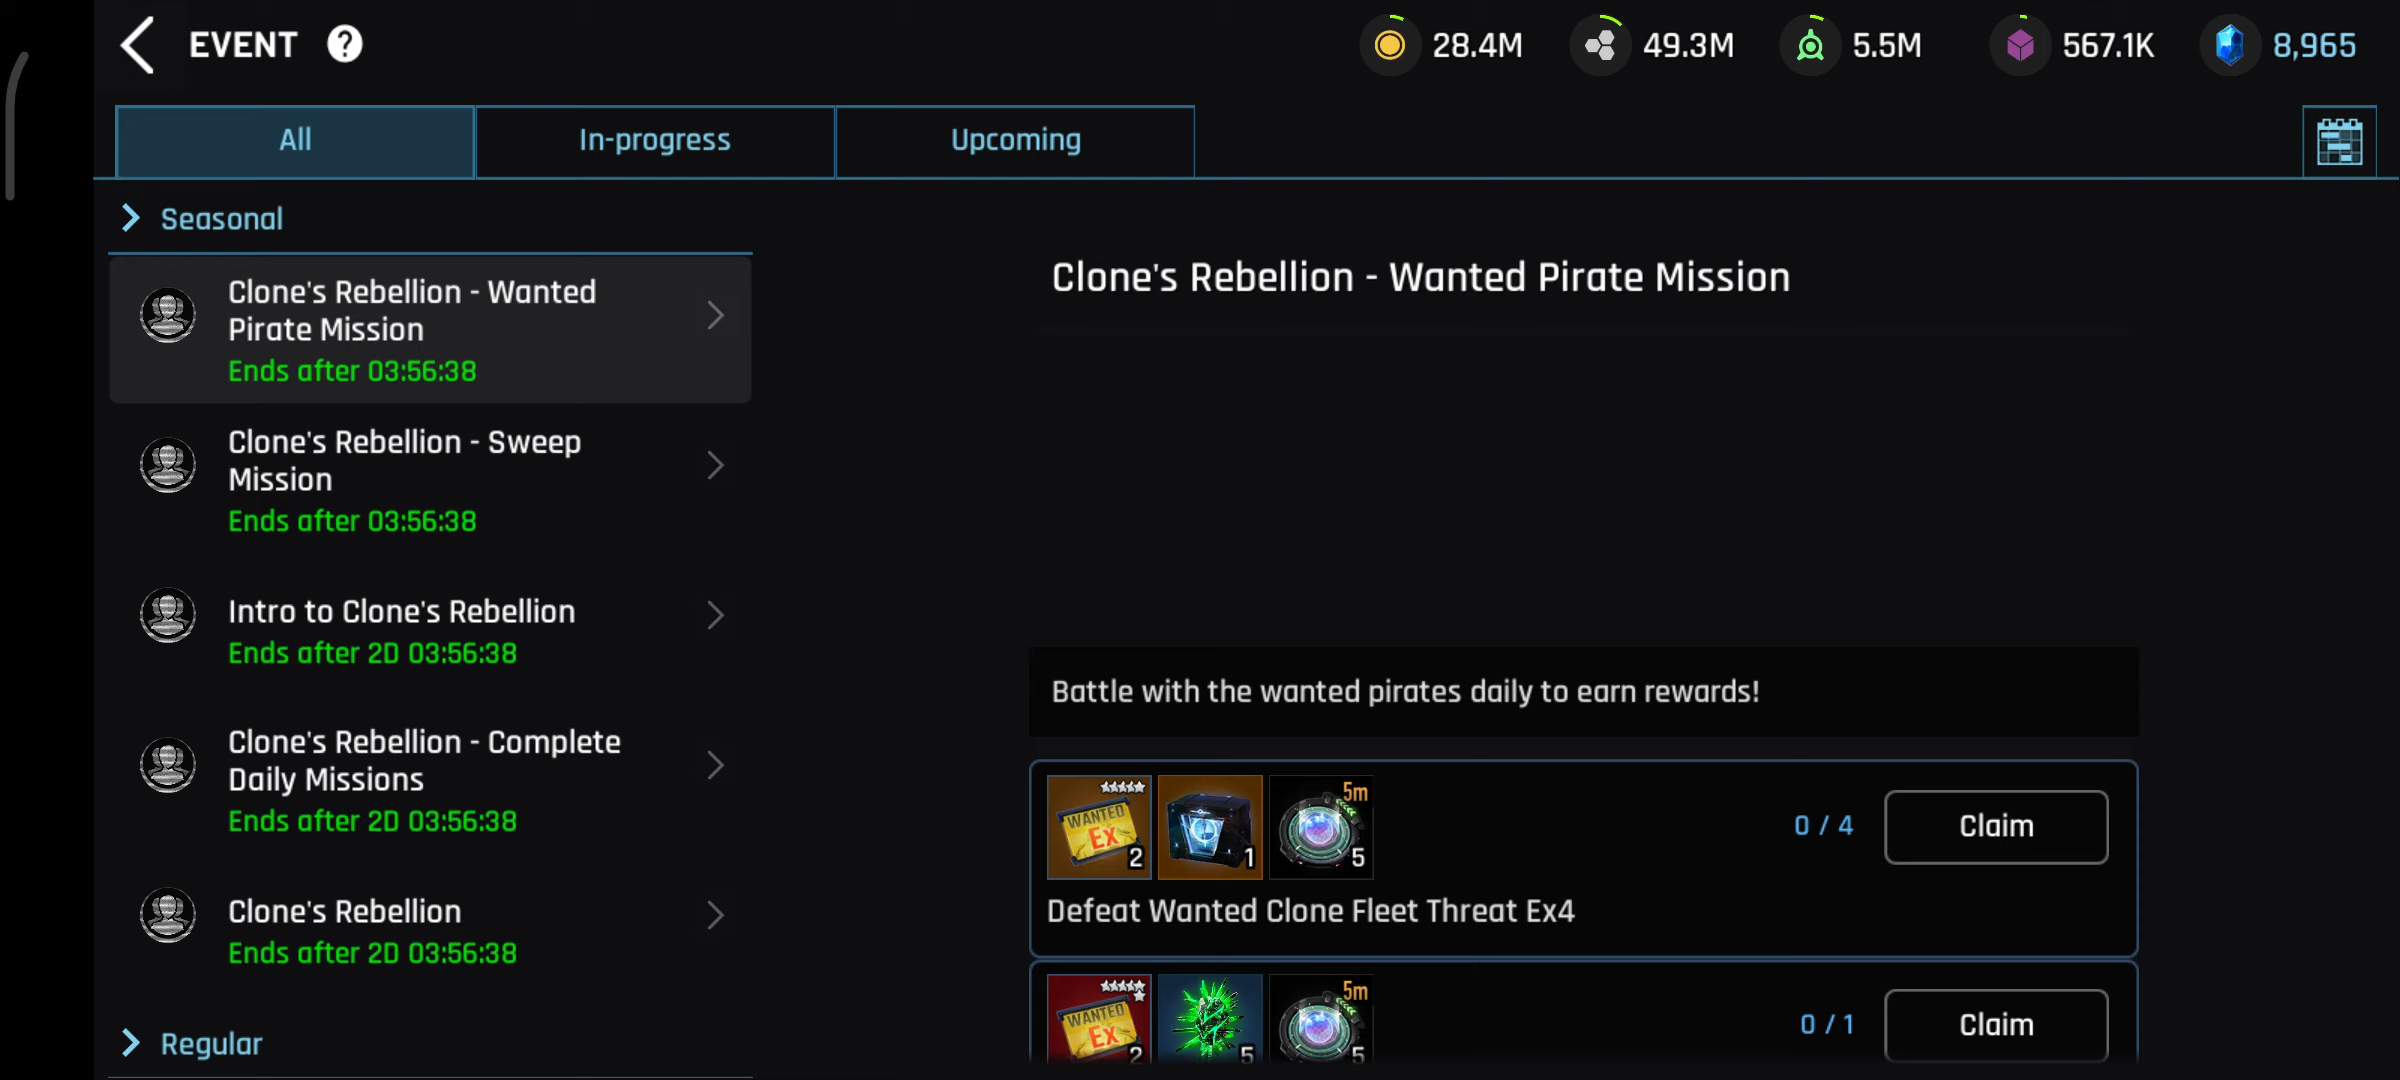 EVENT ?
28.4M
49.3M
5.5M
567.1K
8,965
All
In-progress
Upcoming
Seasonal
Clone's Rebellion - Wanted
Pirate Mission
Ends after 03:56:38
Clone's Rebellion - Sweep
Mission
Ends after 03:56:38
Intro to Clone's Rebellion
Ends after 2D 03:56:38
Clone's Rebellion - Complete
Daily Missions
Ends after 2D 03:56:38
Clone's Rebellion
Ends after 2D 03:56:38
Regular
Clone's Rebellion - Wanted Pirate Mission
Battle with the wanted pirates daily to earn rewards!
WANTED
Ex
2
1
5m
5
0 / 4
Claim
Defeat Wanted Clone Fleet Threat Ex4
WANTED
Ex
2
5
5m
5
0 / 1
Claim